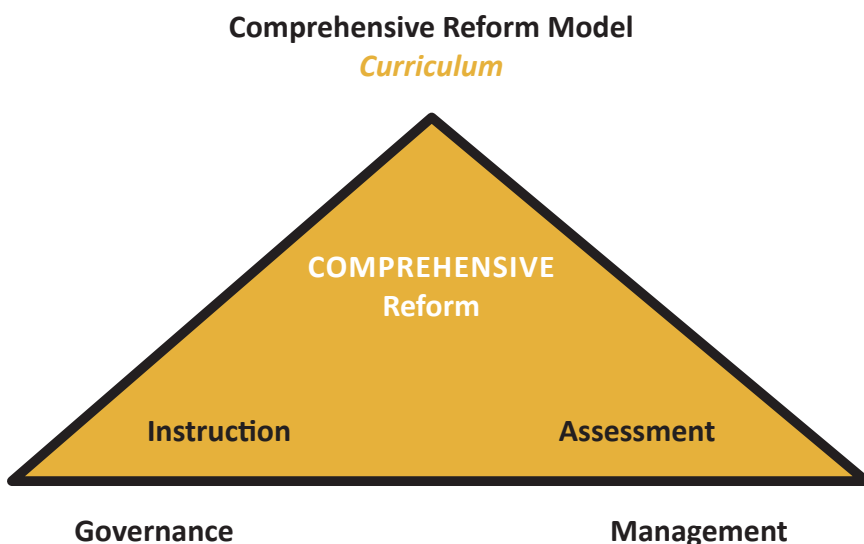 Comprehensive Reform Model
Curriculum
COMPREHENSIVE
Reform
Instruction Assessment
Governance Management